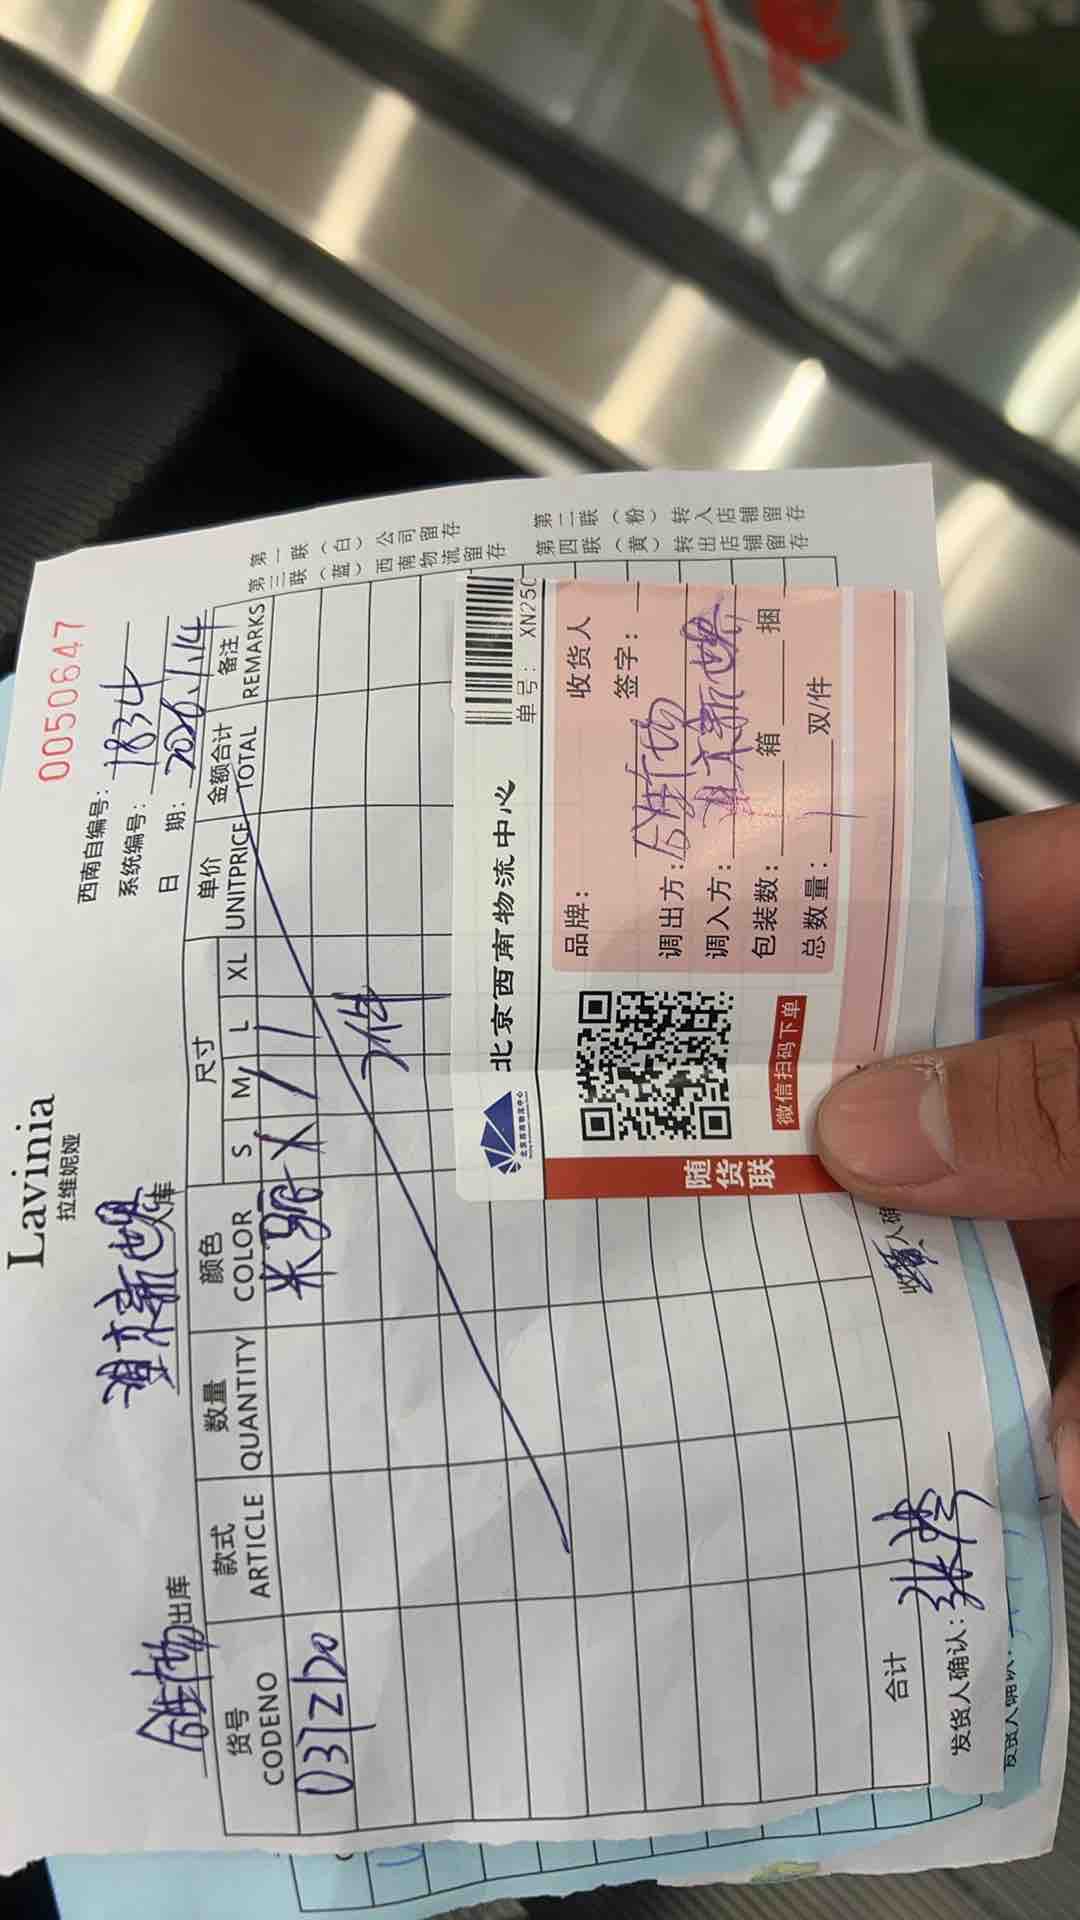 Lavinia
拉维妮娅
0050647
西南自编号：
系统编号：1834
日 期：2026.1.14
出库
入库
货号 款式 数量 颜色 尺寸 单价 金额合计 备注
CODENO ARTICLE QUANTITY COLOR S M L XL UNITPRICE TOTAL REMARKS
米 X / /
件
合计
发货人确认：
收 人确
第一联（白）公司留存
第三联（蓝）西南物流留存
第二联（粉）转入店铺留存
第四联（黄）转出店铺留存
北京西南物流中心
单号：XN250
品牌：
收货人
签字：
调出方：
调入方：
包装数： 箱 捆
总数量：1 双/件
微信扫码下单
随货联
发货人确认：